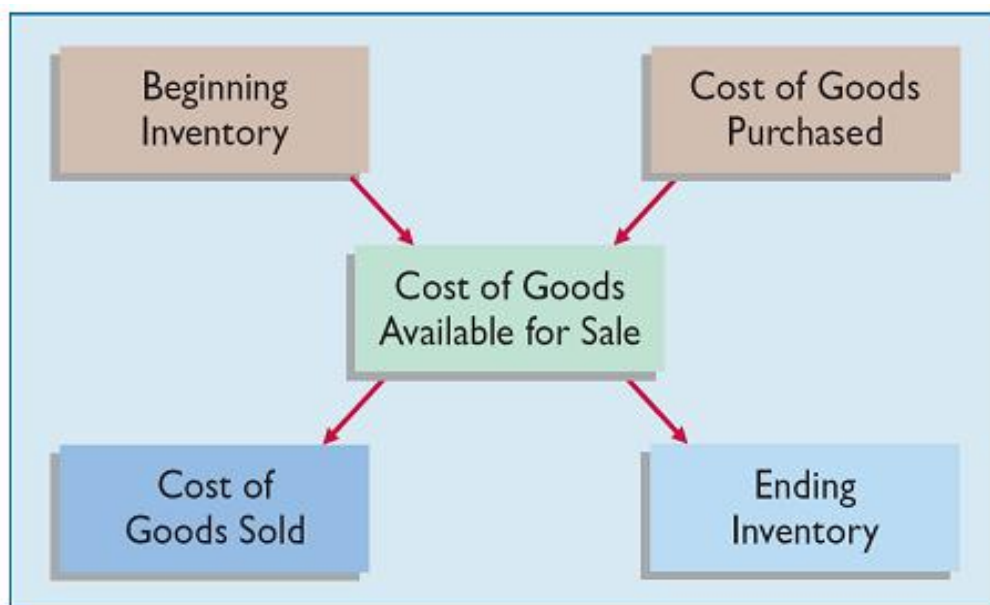 Beginning
Inventory
Cost of Goods
Purchased
Cost of Goods
Available for Sale
Cost of
Goods Sold
Ending
Inventory